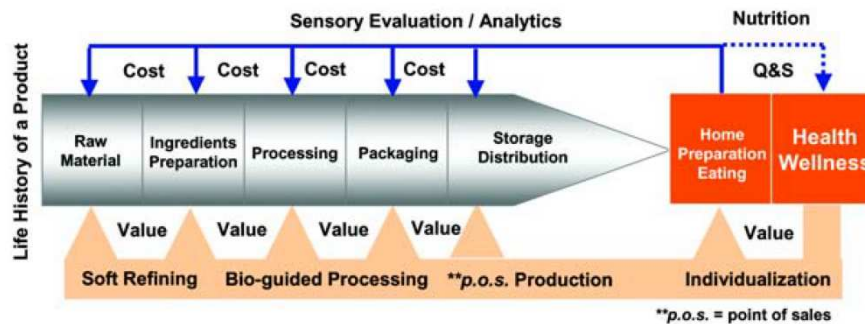 Sensory Evaluation / Analytics
Nutrition
Cost
Cost
Cost
Cost
Q&S
Life History of a Product
Raw
Material
Ingredients
Preparation
Processing
Packaging
Storage
Distribution
Home
Preparation
Eating
Health
Wellness
Value
Value
Value
Value
Value
Soft Refining
Bio-guided Processing
**p.o.s. Production
Individualization
**p.o.s. = point of sales